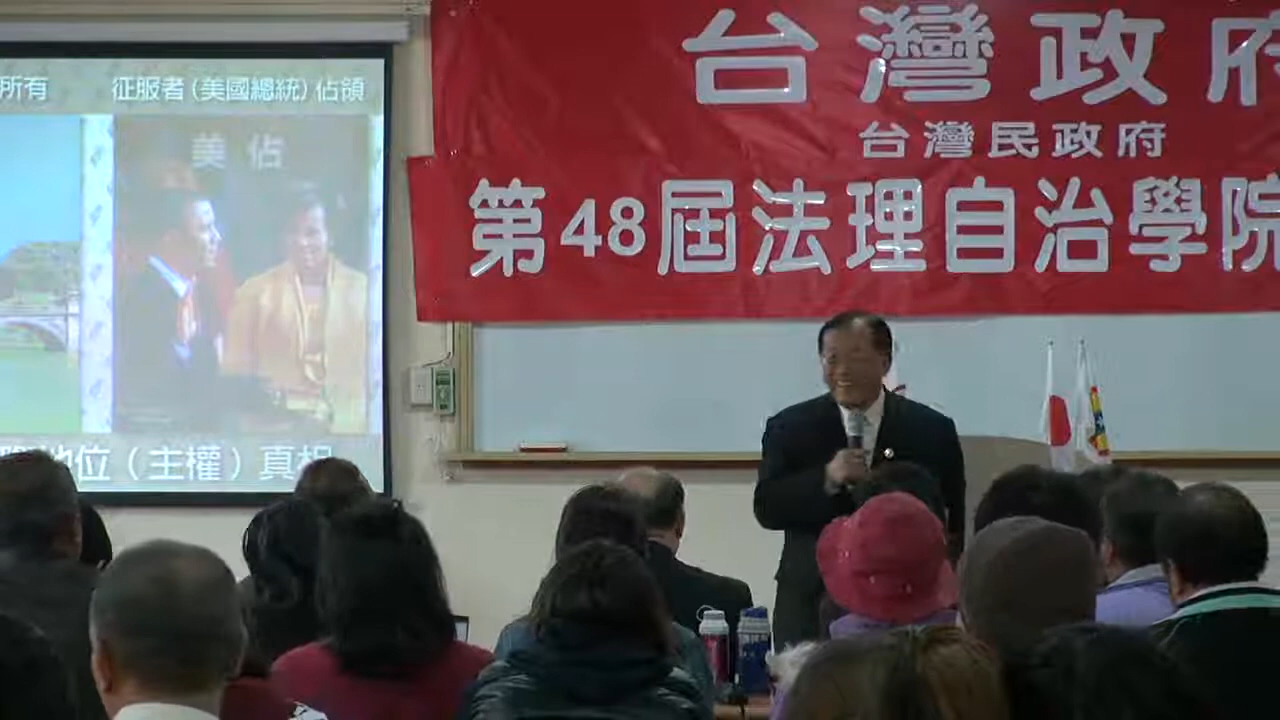 所有
征服者(美國總統)佔領
美佔
地位(主權)真相
台灣政府
台灣民政府
第48屆法理自治學院